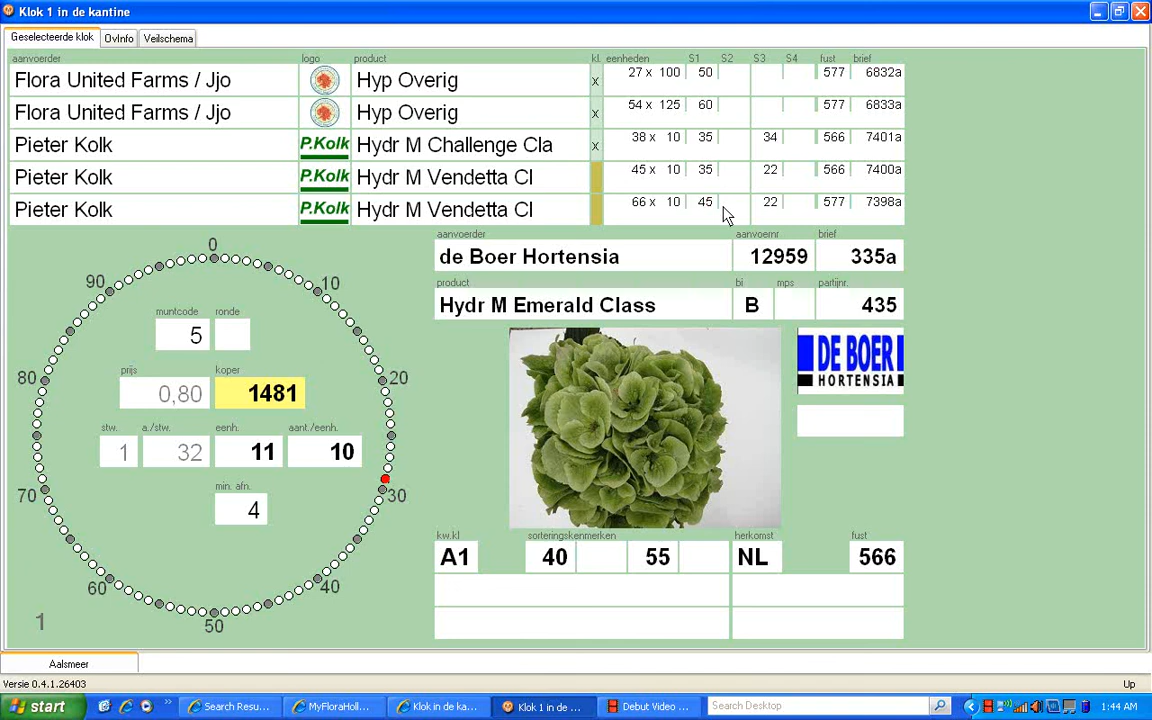 Klok 1 in de kantine
Geselecteerde klok OvInfo Veilschema
aanvoerder logo product kl. eenheden S1 S2 S3 S4 fust brief
Flora United Farms / Jjo Hyp Overig x 27 x 100 50 577 6832a
Flora United Farms / Jjo Hyp Overig x 54 x 125 60 577 6833a
Pieter Kolk P.Kolk Hydr M Challenge Cla x 38 x 10 35 34 566 7401a
Pieter Kolk P.Kolk Hydr M Vendetta Cl 45 x 10 35 22 566 7400a
Pieter Kolk P.Kolk Hydr M Vendetta Cl 66 x 10 45 22 577 7398a
aanvoerder aanvoernr brief
de Boer Hortensia 12959 335a
product bi mps partijnr.
Hydr M Emerald Class B 435
0
10
20
30
40
50
60
70
80
90
muntcode ronde
5
prijs koper
0,80 1481
stw. a./stw. eenh. aant./eenh.
1 32 11 10
min. afn.
4
1
DE BOER
HORTENSIA
kw.kl sorteringskenmerken herkomst fust
A1 40 55 NL 566
Aalsmeer
Versie 0.4.1.26403 Up
start Search Resu... MyFloraHoll... Klok in de ka... Klok 1 in de ... Debut Video ... Search Desktop 1:44 AM